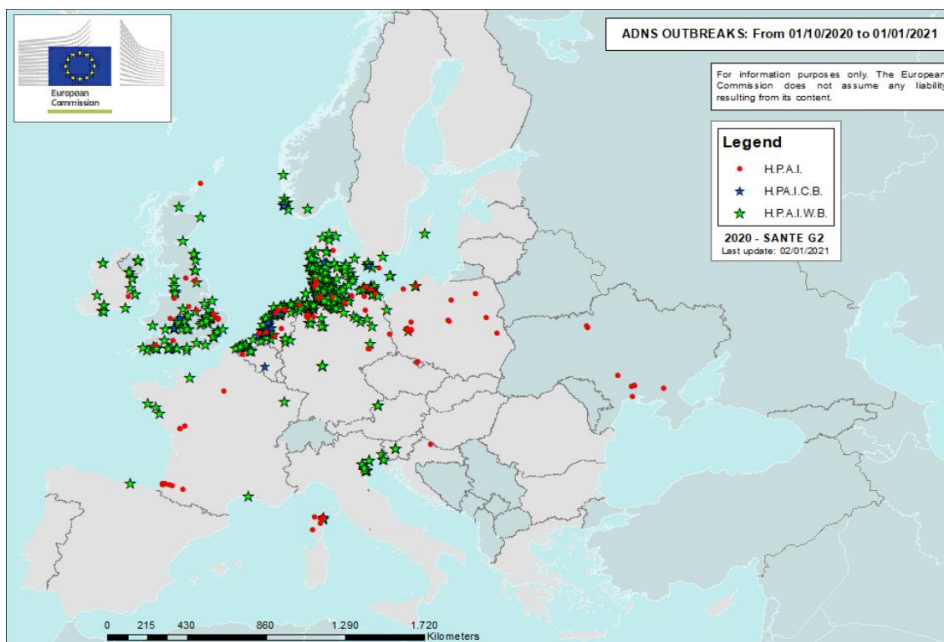 European
Commission
ADNS OUTBREAKS: From 01/10/2020 to 01/01/2021
For information purposes only. The European
Commission does not assume any liability
resulting from its content.
Legend
H.P.A.I.
H.P.A.I.C.B.
H.P.A.I.W.B.
2020 - SANTE G2
Last update: 02/01/2021
0 215 430 860 1.290 1.720
Kilometers